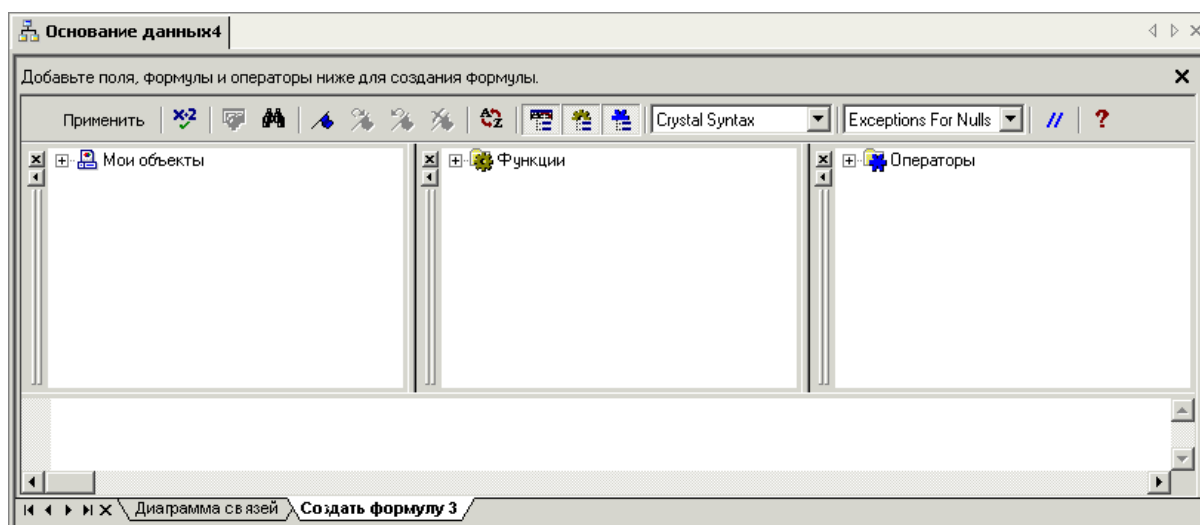 Основание данных4
Добавьте поля, формулы и операторы ниже для создания формулы.
Применить x+2 A Z Crystal Syntax Exceptions For Nulls // ?
Мои объекты Функции Операторы
Диаграмма связей Создать формулу 3